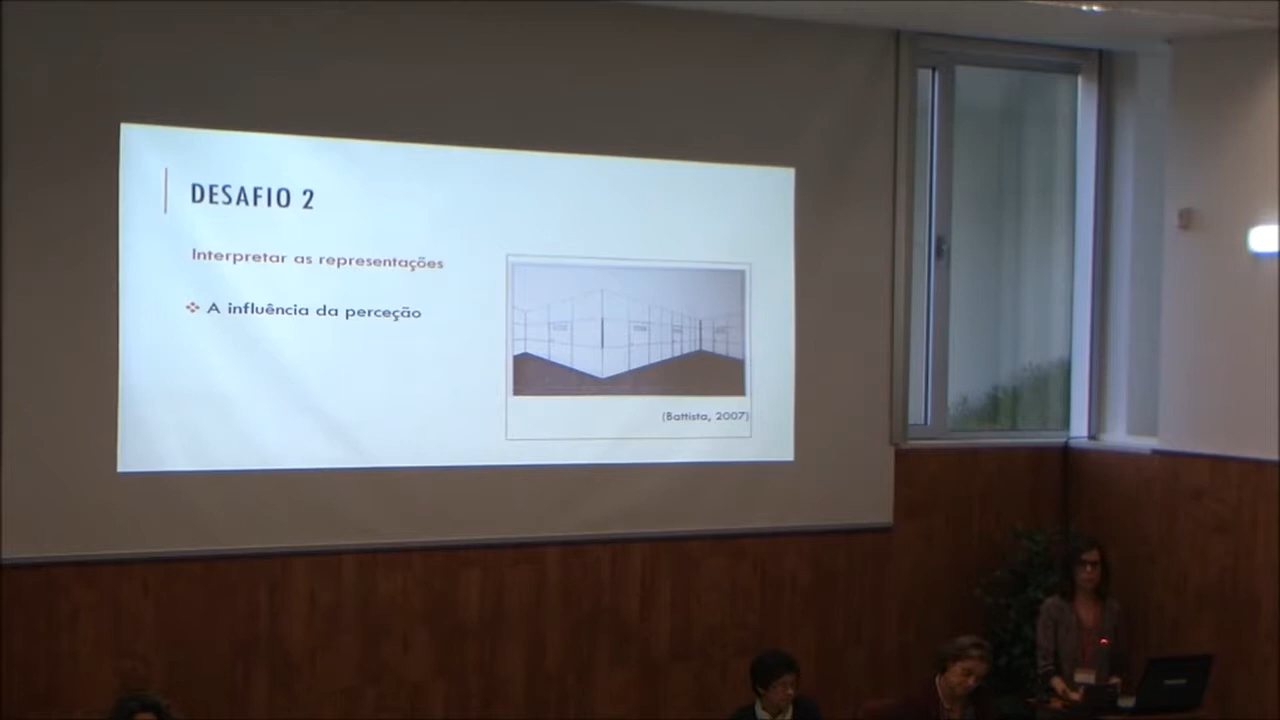 DESAFIO 2
Interpretar as representações
A influência da perceção
(Battista, 2007)